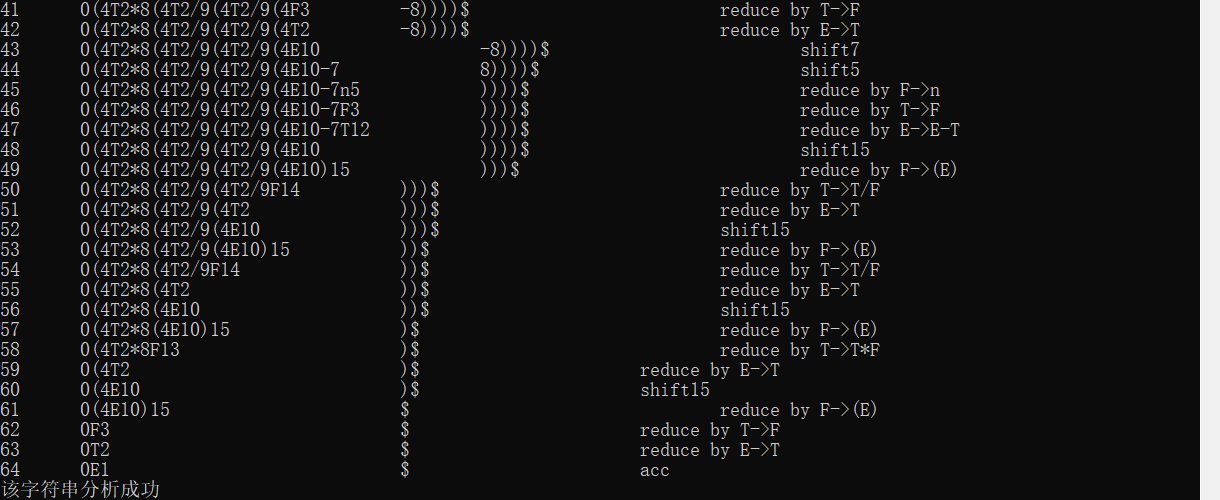 41 0(4T2*8(4T2/9(4T2/9(4F3 -8))))$ reduce by T->F
42 0(4T2*8(4T2/9(4T2/9(4T2 -8))))$ reduce by E->T
43 0(4T2*8(4T2/9(4T2/9(4E10 -8))))$ shift7
44 0(4T2*8(4T2/9(4T2/9(4E10-7 8))))$ shift5
45 0(4T2*8(4T2/9(4T2/9(4E10-7n5 ))))$ reduce by F->n
46 0(4T2*8(4T2/9(4T2/9(4E10-7F3 ))))$ reduce by T->F
47 0(4T2*8(4T2/9(4T2/9(4E10-7T12 ))))$ reduce by E->E-T
48 0(4T2*8(4T2/9(4T2/9(4E10 ))))$ shift15
49 0(4T2*8(4T2/9(4T2/9(4E10)15 )))$ reduce by F->(E)
50 0(4T2*8(4T2/9(4T2/9F14 )))$ reduce by T->T/F
51 0(4T2*8(4T2/9(4T2 )))$ reduce by E->T
52 0(4T2*8(4T2/9(4E10 )))$ shift15
53 0(4T2*8(4T2/9(4E10)15 ))$ reduce by F->(E)
54 0(4T2*8(4T2/9F14 ))$ reduce by T->T/F
55 0(4T2*8(4T2 ))$ reduce by E->T
56 0(4T2*8(4E10 ))$ shift15
57 0(4T2*8(4E10)15 )$ reduce by F->(E)
58 0(4T2*8F13 )$ reduce by T->T*F
59 0(4T2 )$ reduce by E->T
60 0(4E10 )$ shift15
61 0(4E10)15 $ reduce by F->(E)
62 0F3 $ reduce by T->F
63 0T2 $ reduce by E->T
64 0E1 $ acc
该字符串分析成功